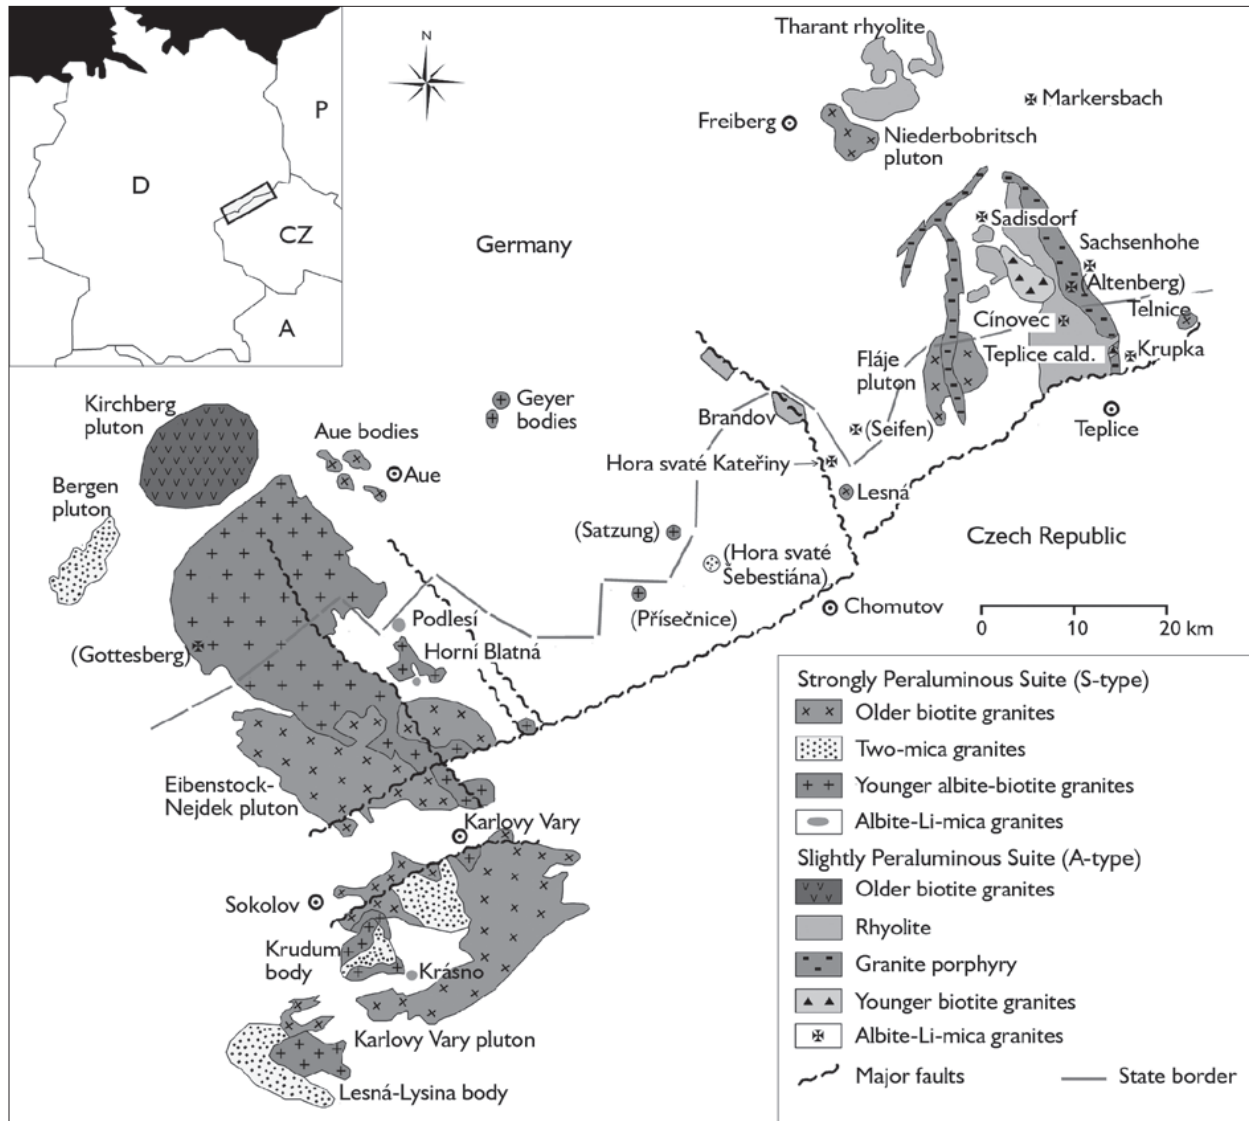 P
D
CZ
A
N
Tharant rhyolite
Markersbach
Freiberg
Niederbobritsch
pluton
Germany
Sadisdorf
Sachsenhohe
(Altenberg)
Telnice
Cínovec
Teplice cald.
Krupka
Fláje
pluton
Teplice
Kirchberg
pluton
Geyer
bodies
Aue bodies
Aue
Brandov
(Seifen)
Hora svaté Kateřiny
Lesná
Bergen
pluton
(Satzung)
(Hora svaté
Šebestiána)
Czech Republic
(Přísečnice)
Chomutov
0 10 20 km
Podlesí
Horní Blatná
(Gottesberg)
Eibenstock-
Nejdek pluton
Karlovy Vary
Sokolov
Krudum
body
Krásno
Karlovy Vary pluton
Lesná-Lysina body
Strongly Peraluminous Suite (S-type)
Older biotite granites
Two-mica granites
Younger albite-biotite granites
Albite-Li-mica granites
Slightly Peraluminous Suite (A-type)
Older biotite granites
Rhyolite
Granite porphyry
Younger biotite granites
Albite-Li-mica granites
Major faults
State border